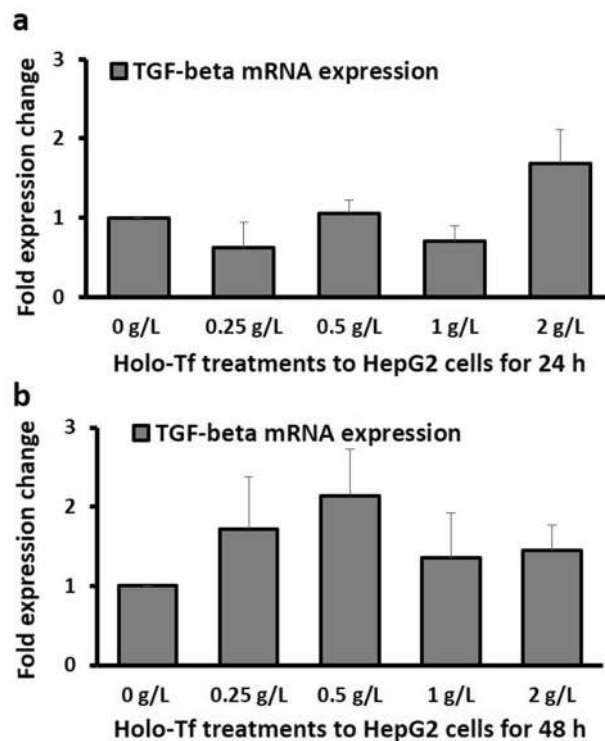 a
3
TGF-beta mRNA expression
2
1
0
Fold expression change
0 g/L 0.25 g/L 0.5 g/L 1 g/L 2 g/L
Holo-Tf treatments to HepG2 cells for 24 h
b
3
TGF-beta mRNA expression
2
1
0
Fold expression change
0 g/L 0.25 g/L 0.5 g/L 1 g/L 2 g/L
Holo-Tf treatments to HepG2 cells for 48 h